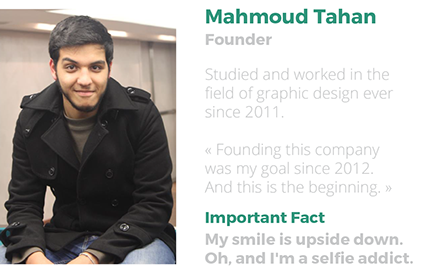 Mahmoud Tahan
Founder
Studied and worked in the
field of graphic design ever
since 2011.
« Founding this company
was my goal since 2012.
And this is the beginning. »
Important Fact
My smile is upside down.
Oh, and I'm a selfie addict.